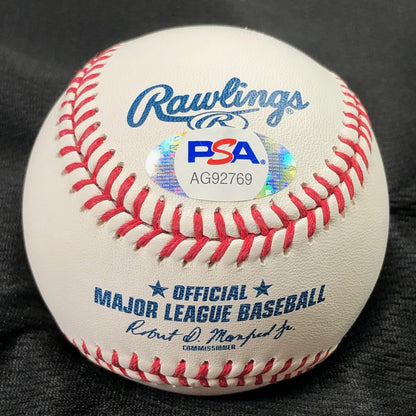 Rawlings
R
PSA
AG92769
★ OFFICIAL ★
MAJOR LEAGUE BASEBALL
Robert D. Manfred Jr.
COMMISSIONER